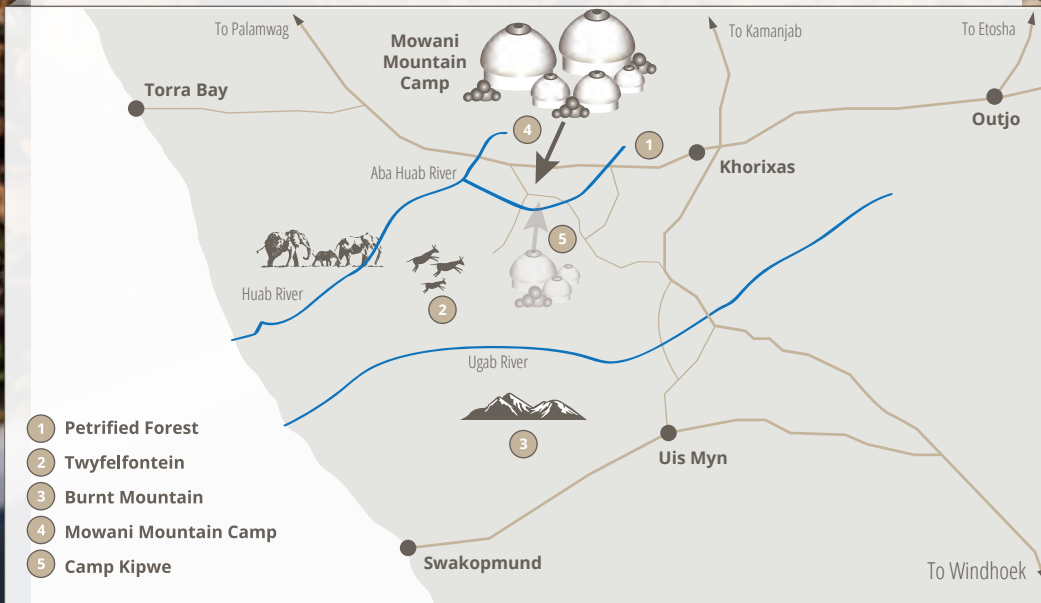 To Palamwag
Mowani
Mountain
Camp
To Kamanjab
To Etosha
Torra Bay
Outjo
4
1
Khorixas
Aba Huab River
5
Huab River
2
Ugab River
3
Uis Myn
1 Petrified Forest
2 Twyfelfontein
3 Burnt Mountain
4 Mowani Mountain Camp
5 Camp Kipwe
Swakopmund
To Windhoek